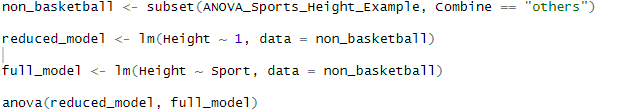 non_basketball <- subset(ANOVA_Sports_Height_Example, Combine == "others")
reduced_model <- lm(Height ~ 1, data = non_basketball)
full_model <- lm(Height ~ Sport, data = non_basketball)
anova(reduced_model, full_model)